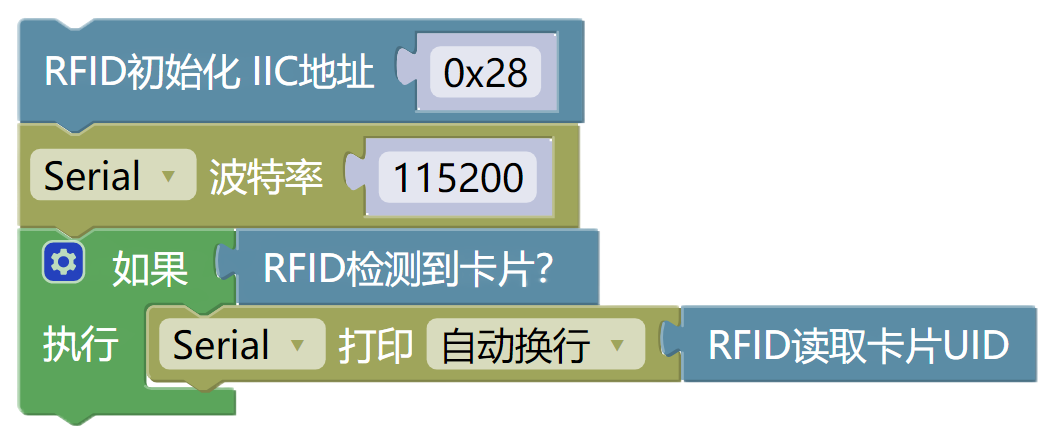 RFID初始化 IIC地址 0x28
Serial 波特率 115200
如果 RFID检测到卡片?
执行 Serial 打印 自动换行 RFID读取卡片UID